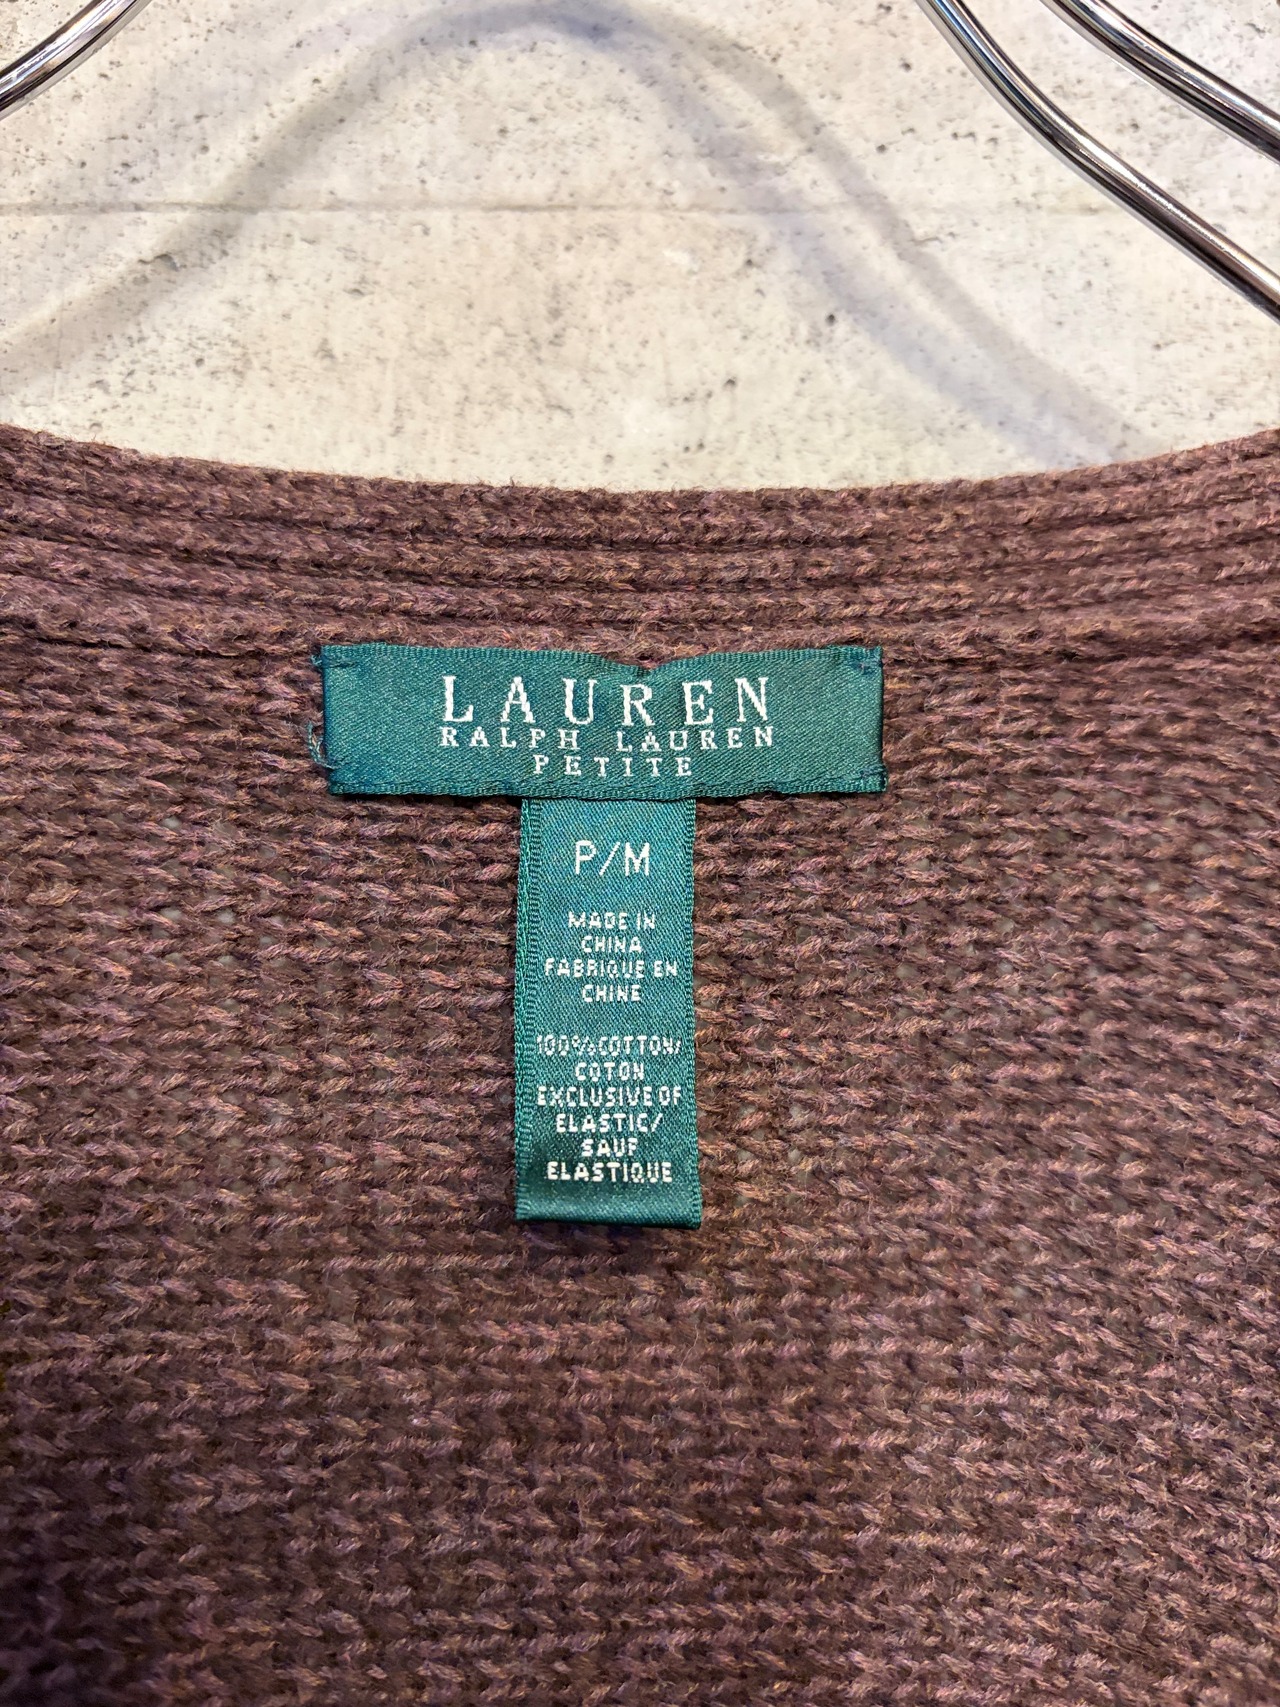 LAUREN
RALPH LAUREN
PETITE
P/M
MADE IN
CHINA
FABRIQUE EN
CHINE
100%COTTON/
COTON
EXCLUSIVE OF
ELASTIC/
SAUF
ELASTIQUE